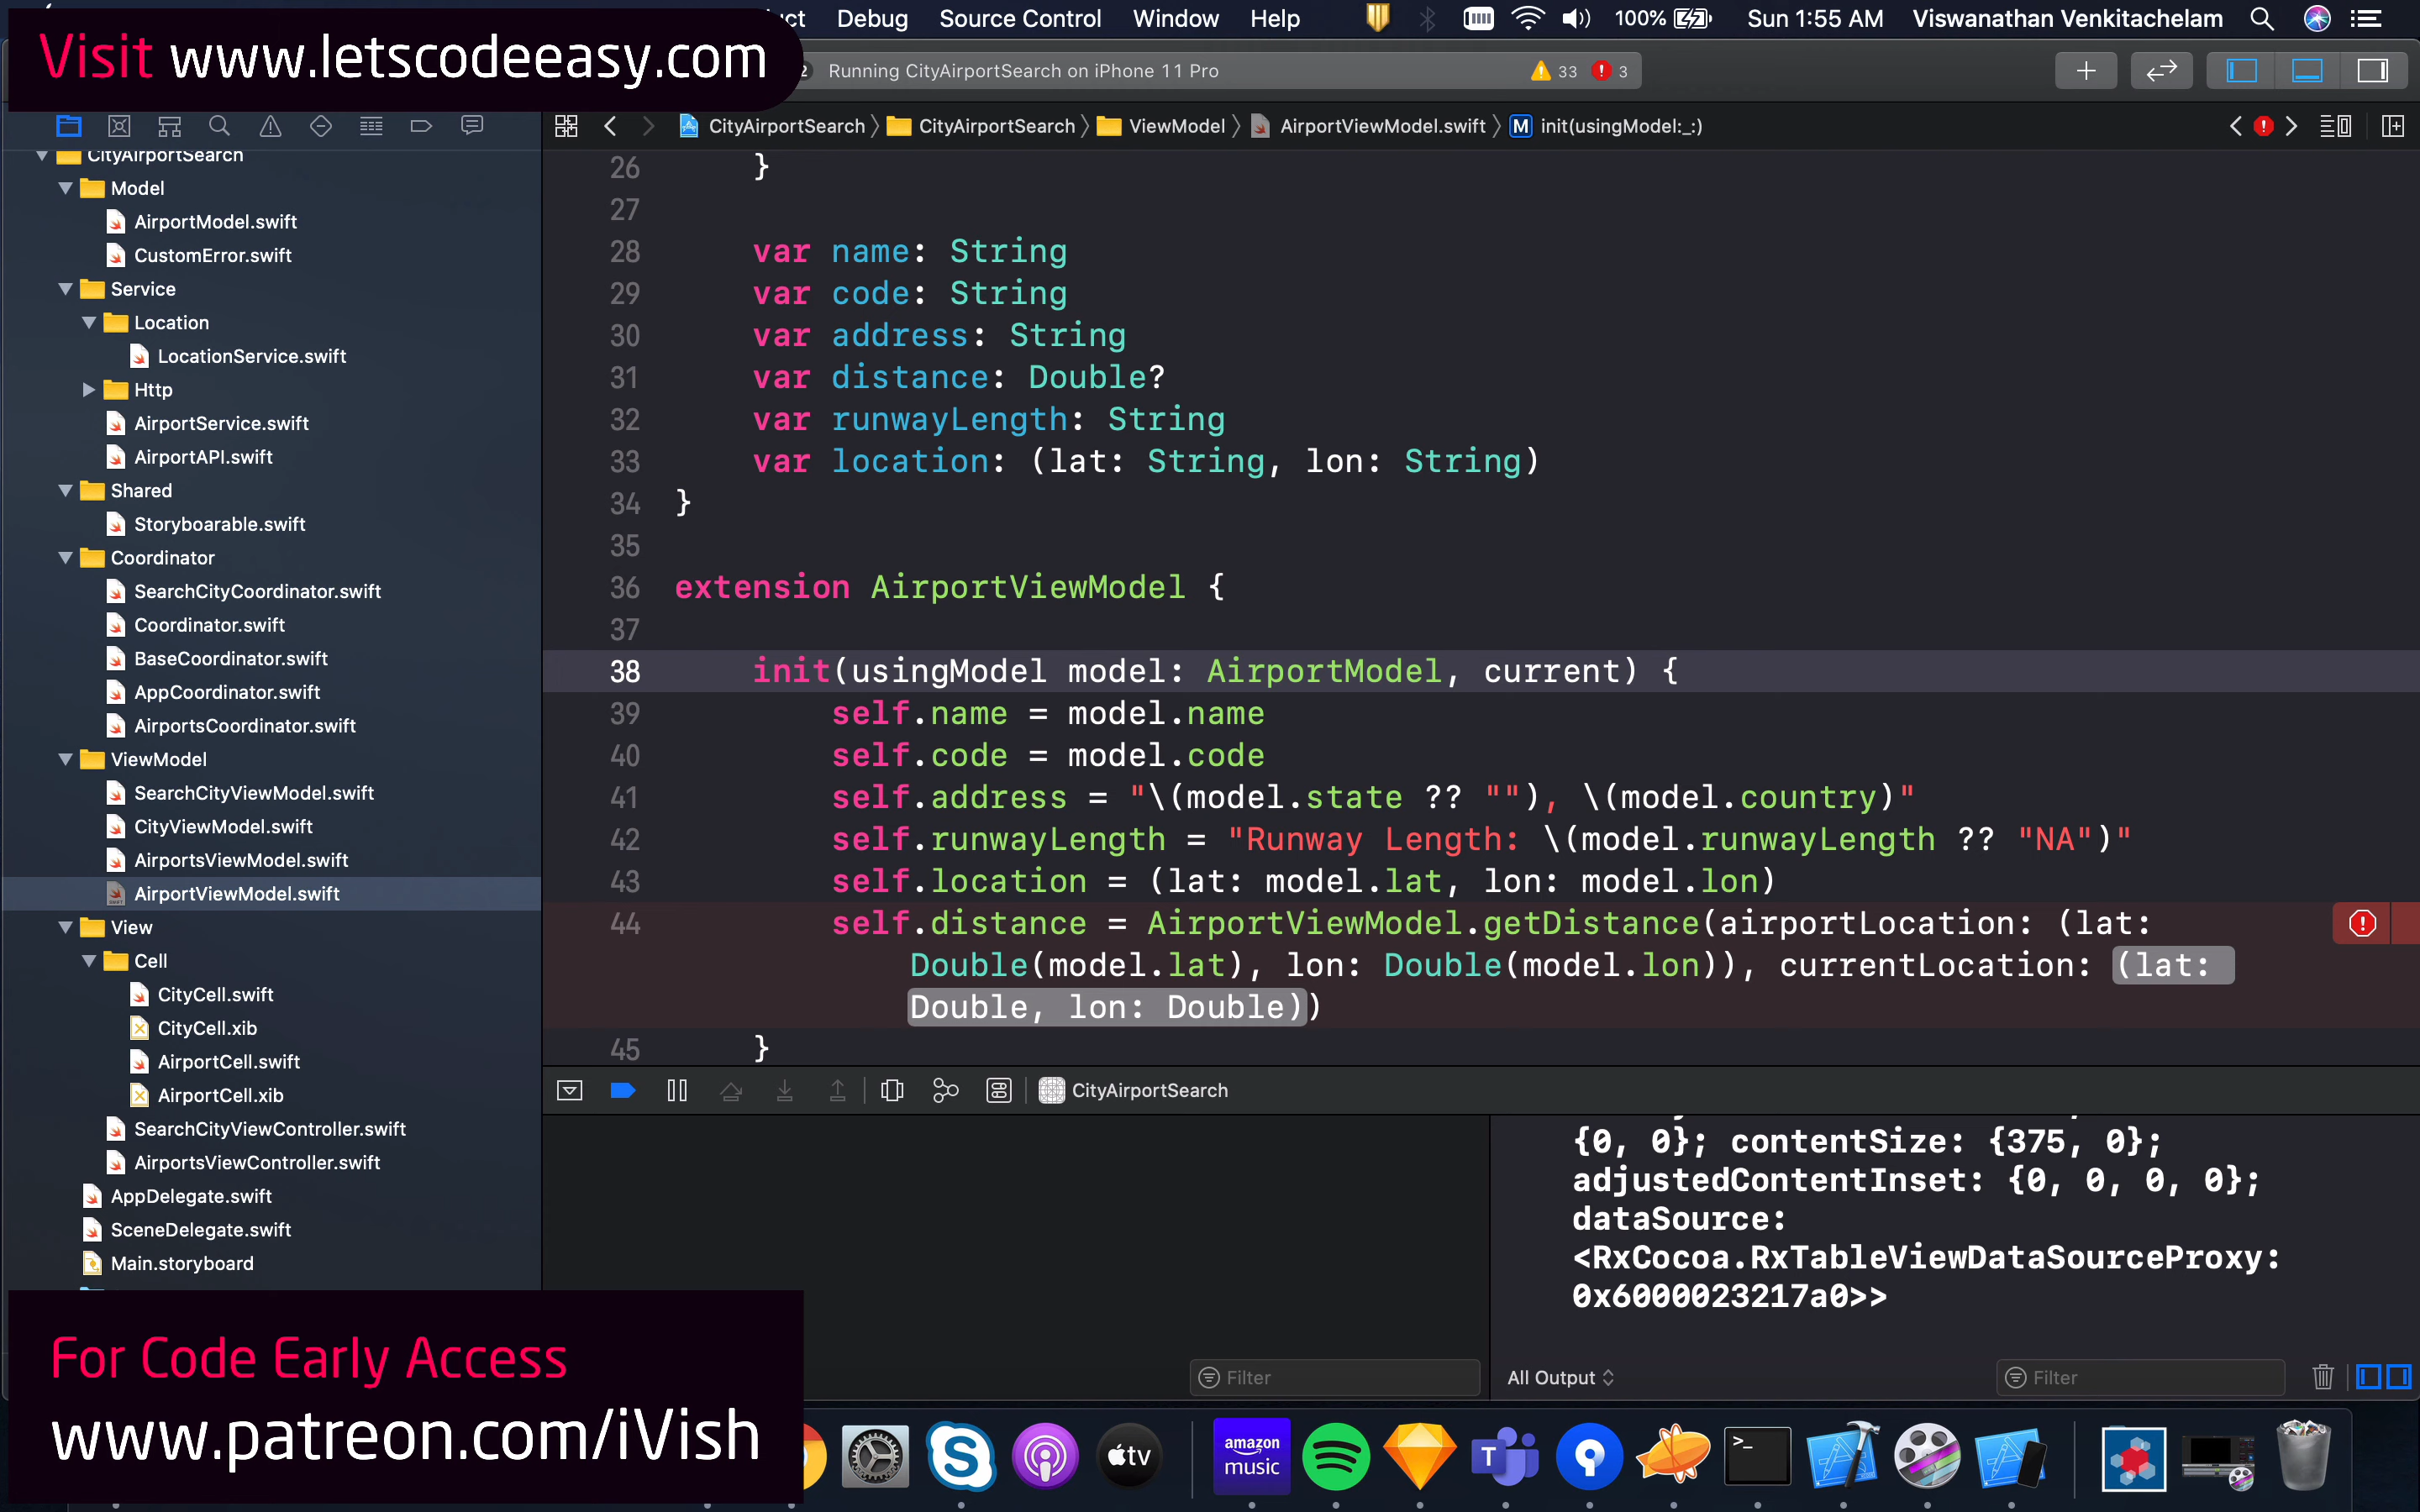 Visit www.letscodeeasy.com
Debug Source Control Window Help 100% Sun 1:55 AM Viswanathan Venkitachelam
Running CityAirportSearch on iPhone 11 Pro 33 3
CityAirportSearch CityAirportSearch ViewModel AirportViewModel.swift M init(usingModel:_:)
CityAirportSearch
Model
AirportModel.swift
CustomError.swift
Service
Location
LocationService.swift
Http
AirportService.swift
AirportAPI.swift
Shared
Storyboarable.swift
Coordinator
SearchCityCoordinator.swift
Coordinator.swift
BaseCoordinator.swift
AppCoordinator.swift
AirportsCoordinator.swift
ViewModel
SearchCityViewModel.swift
CityViewModel.swift
AirportsViewModel.swift
AirportViewModel.swift
View
Cell
CityCell.swift
CityCell.xib
AirportCell.swift
AirportCell.xib
SearchCityViewController.swift
AirportsViewController.swift
AppDelegate.swift
SceneDelegate.swift
Main.storyboard
26 }
27
28 var name: String
29 var code: String
30 var address: String
31 var distance: Double?
32 var runwayLength: String
33 var location: (lat: String, lon: String)
34 }
35
36 extension AirportViewModel {
37
38 init(usingModel model: AirportModel, current) {
39 self.name = model.name
40 self.code = model.code
41 self.address = "\(model.state ?? ""), \(model.country)"
42 self.runwayLength = "Runway Length: \(model.runwayLength ?? "NA")"
43 self.location = (lat: model.lat, lon: model.lon)
44 self.distance = AirportViewModel.getDistance(airportLocation: (lat:
Double(model.lat), lon: Double(model.lon)), currentLocation: (lat:
Double, lon: Double))
45 }
CityAirportSearch
{0, 0}; contentSize: {375, 0};
adjustedContentInset: {0, 0, 0, 0};
dataSource:
<RxCocoa.RxTableViewDataSourceProxy:
0x6000023217a0>>
Filter
All Output
Filter
For Code Early Access
www.patreon.com/iVish
tv
amazon
music
T
>_